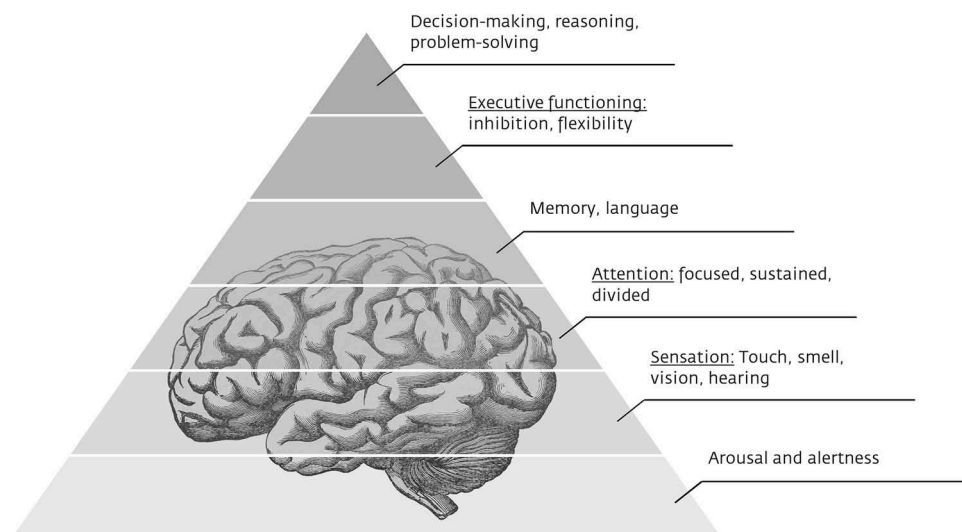 Decision-making, reasoning,
problem-solving
Executive functioning:
inhibition, flexibility
Memory, language
Attention: focused, sustained,
divided
Sensation: Touch, smell,
vision, hearing
Arousal and alertness